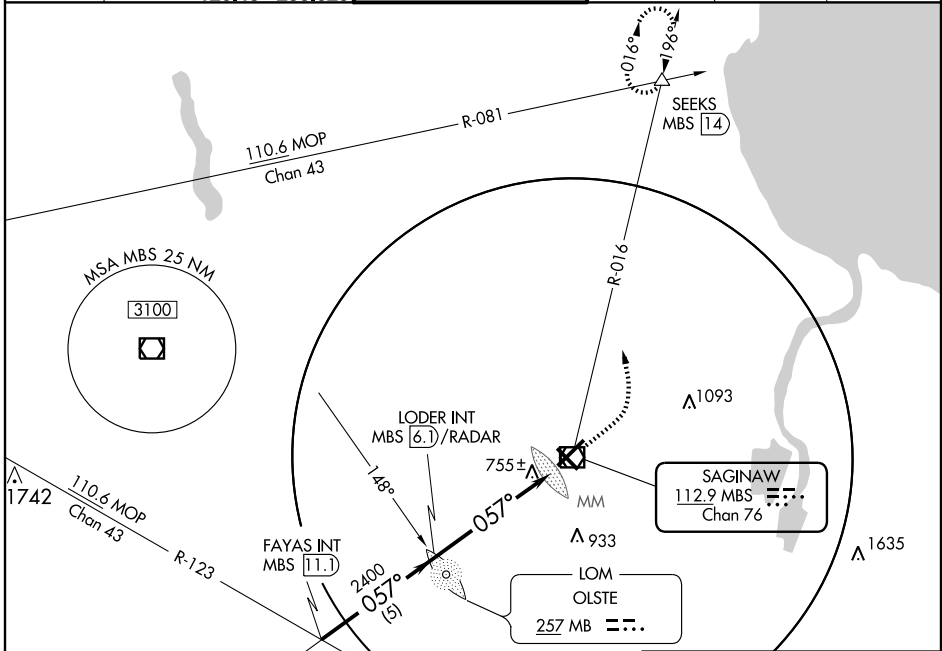 016°
196°
SEEKS
MBS 14
R-081
110.6 MOP
Chan 43
R-016
MSA MBS 25 NM
3100
1093
LODER INT
MBS 6.1/RADAR
755±
148°
057°
MM
SAGINAW
112.9 MBS
Chan 76
1742
110.6 MOP
Chan 43
R-123
FAYAS INT
MBS 11.1
933
1635
2400
057°
(5)
LOM
OLSTE
257 MB